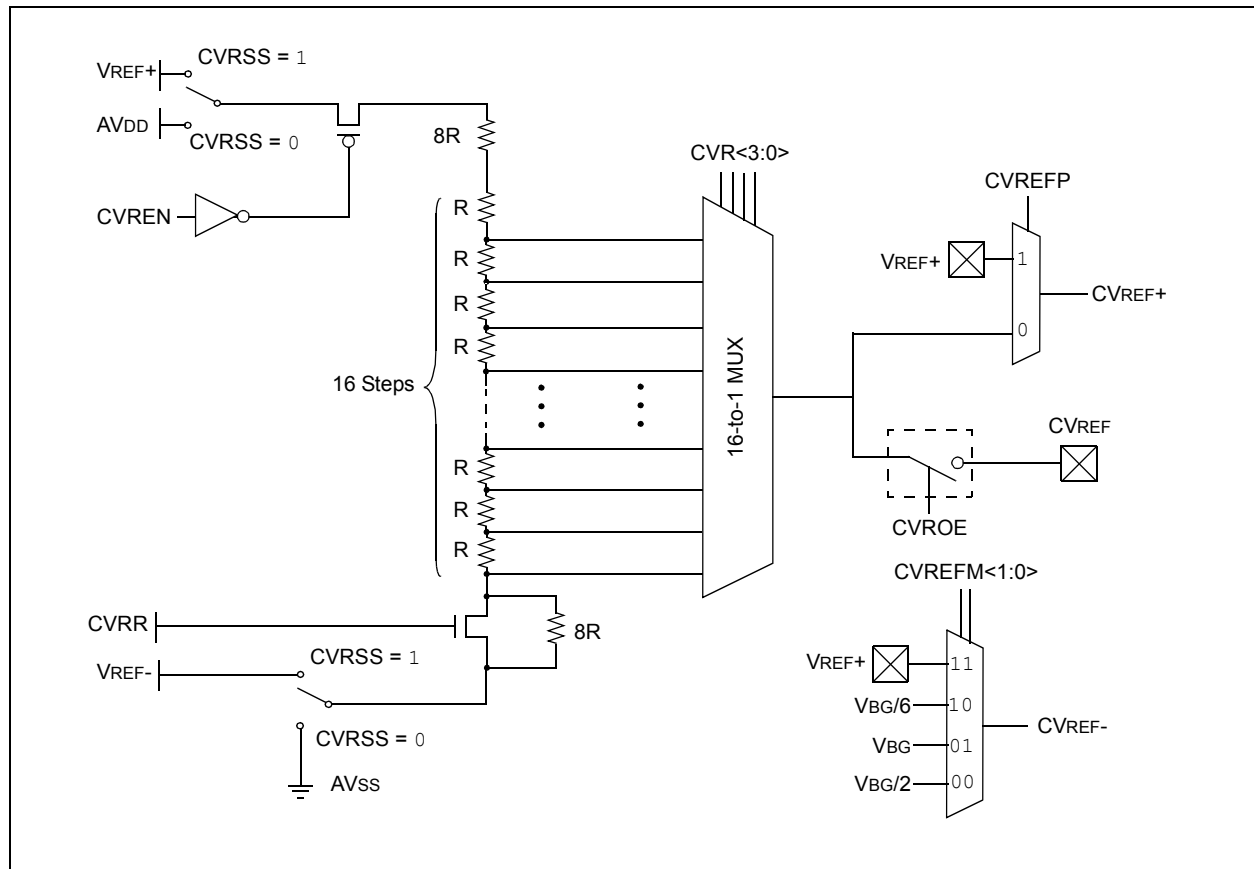 CVRSS = 1
VREF+
AVDD
CVRSS = 0
8R
CVREN
R
R
R
R
16 Steps
R
R
R
CVRR
8R
CVRSS = 1
VREF-
CVRSS = 0
AVSS
CVR<3:0>
16-to-1 MUX
CVREFP
VREF+
1
CVREF+
0
CVREF
CVROE
CVREFM<1:0>
VREF+
11
VBG/6
10
CVREF-
VBG
01
VBG/2
00